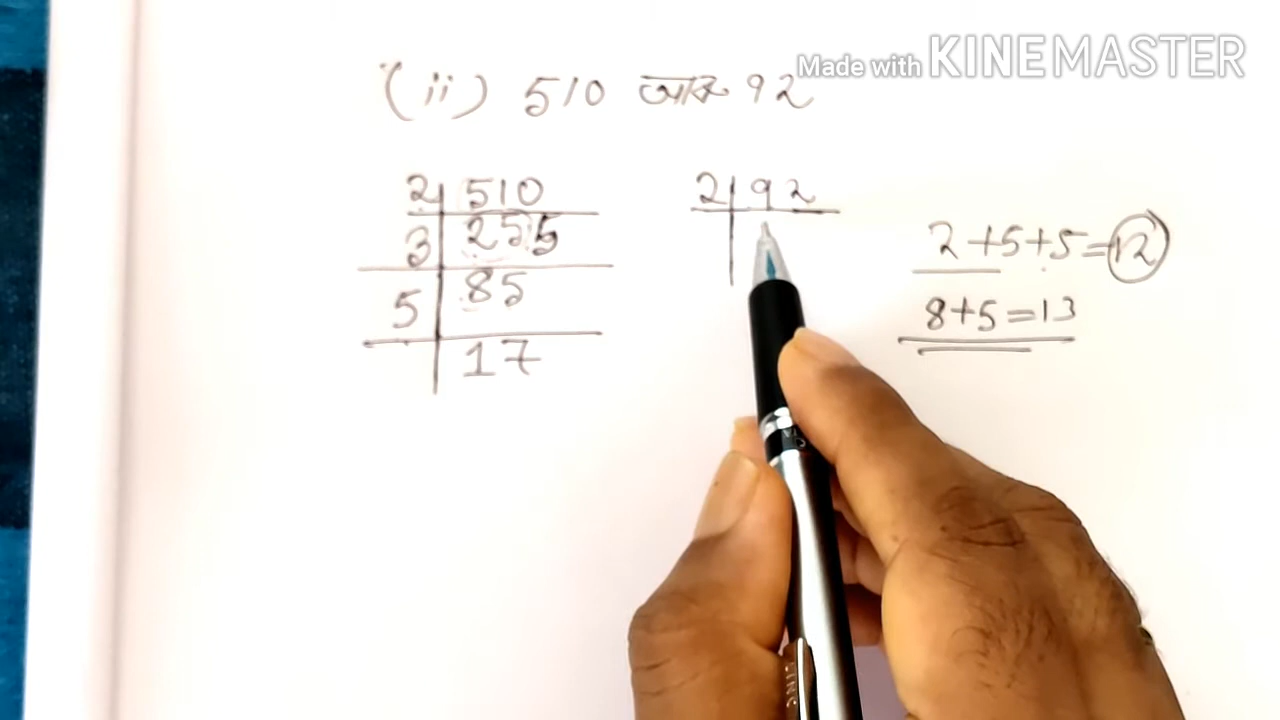 Made with KINEMASTER
(ii) 510 আৰু 92
2 | 510
3 | 255
5 | 85
17
2 | 92
2+5+5=12
8+5=13